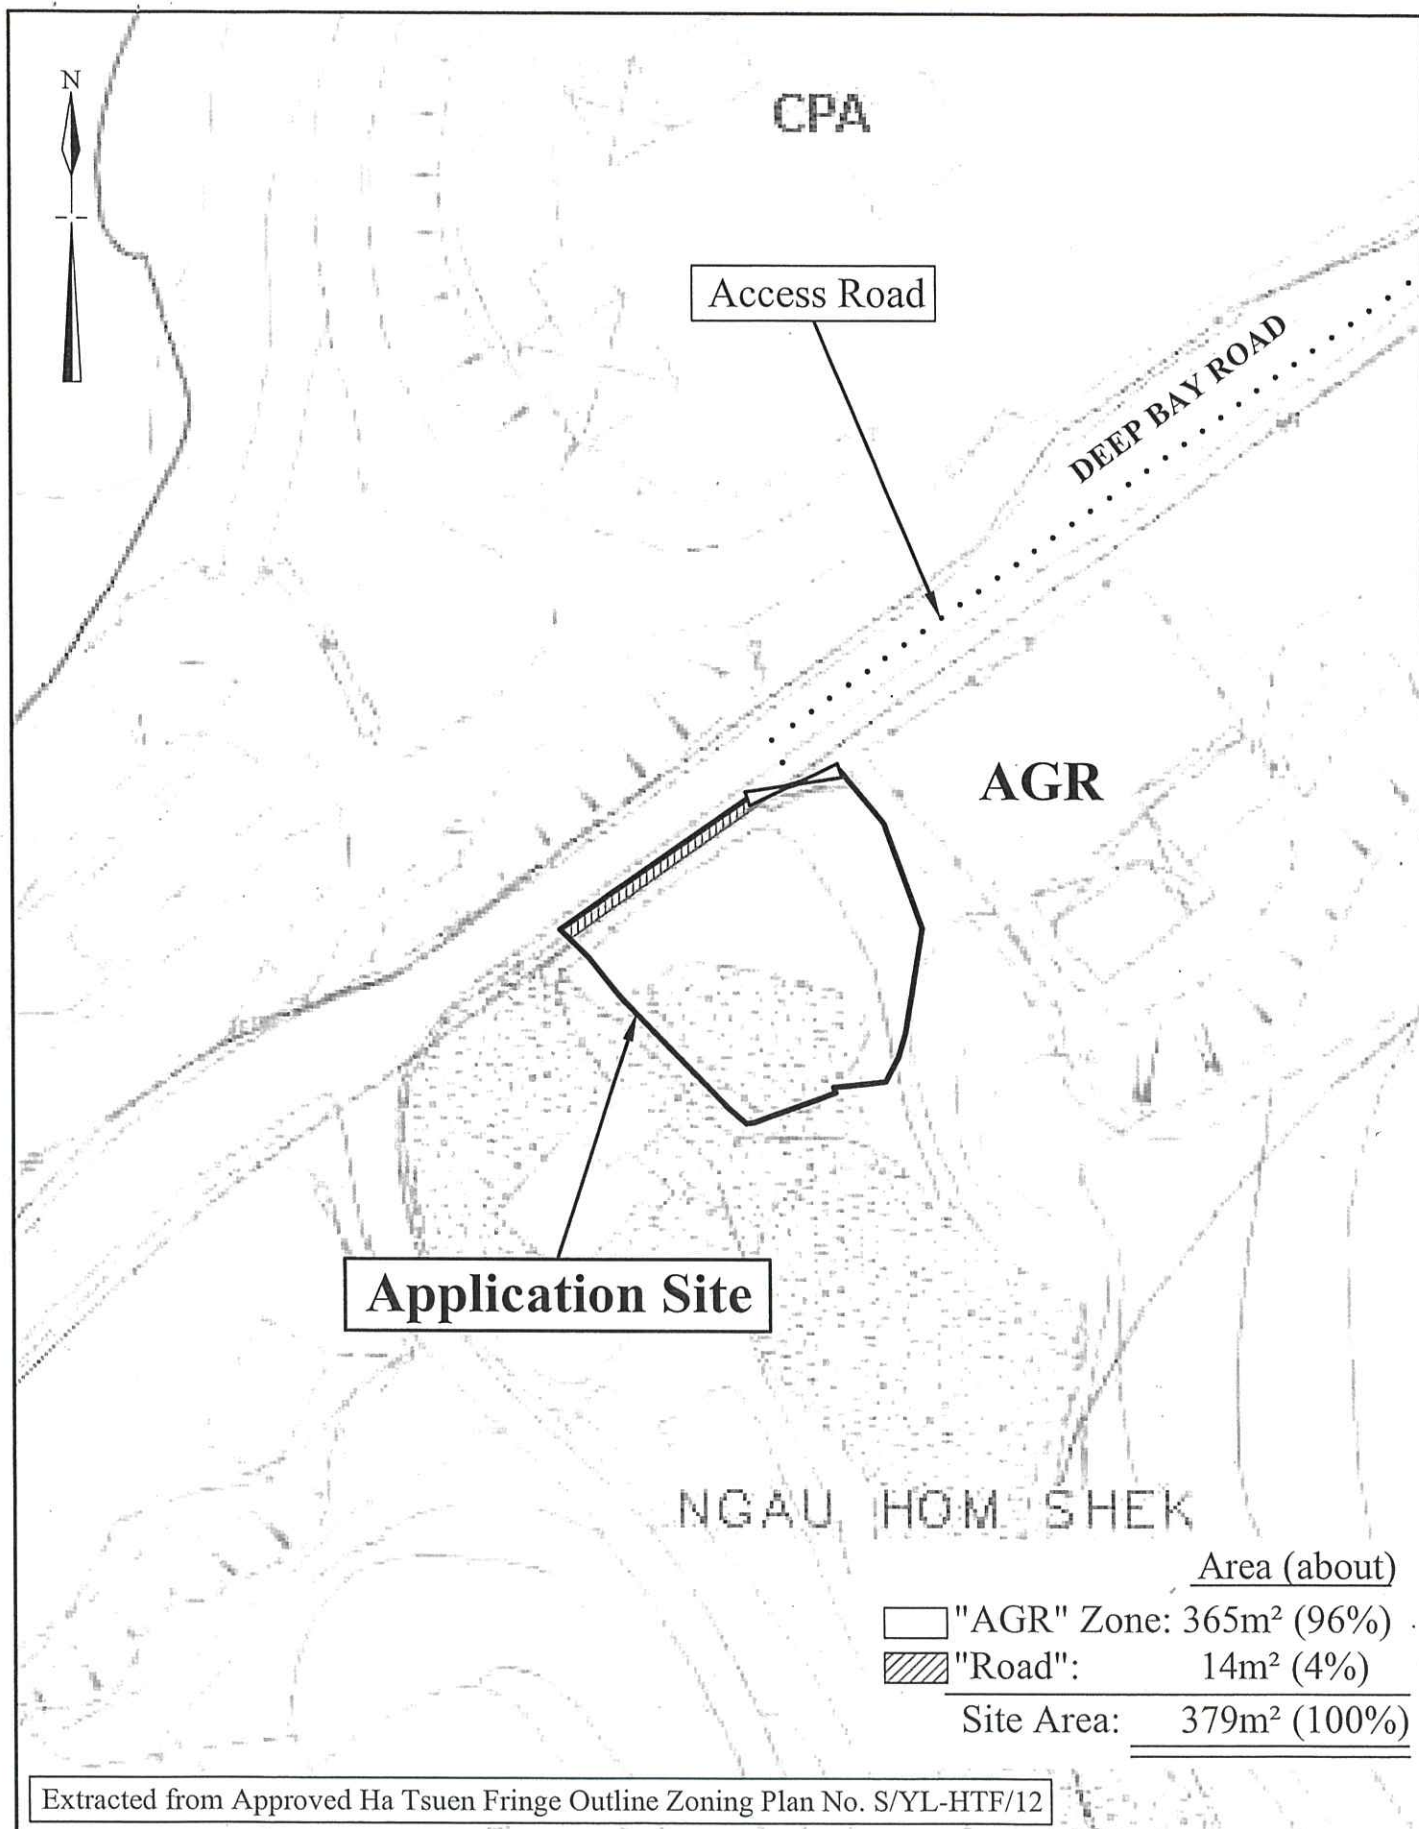 N
CPA
Access Road
DEEP BAY ROAD
AGR
Application Site
NGAU HOM SHEK
Area (about)
"AGR" Zone: 365m² (96%)
"Road": 14m² (4%)
Site Area: 379m² (100%)
Extracted from Approved Ha Tsuen Fringe Outline Zoning Plan No. S/YL-HTF/12